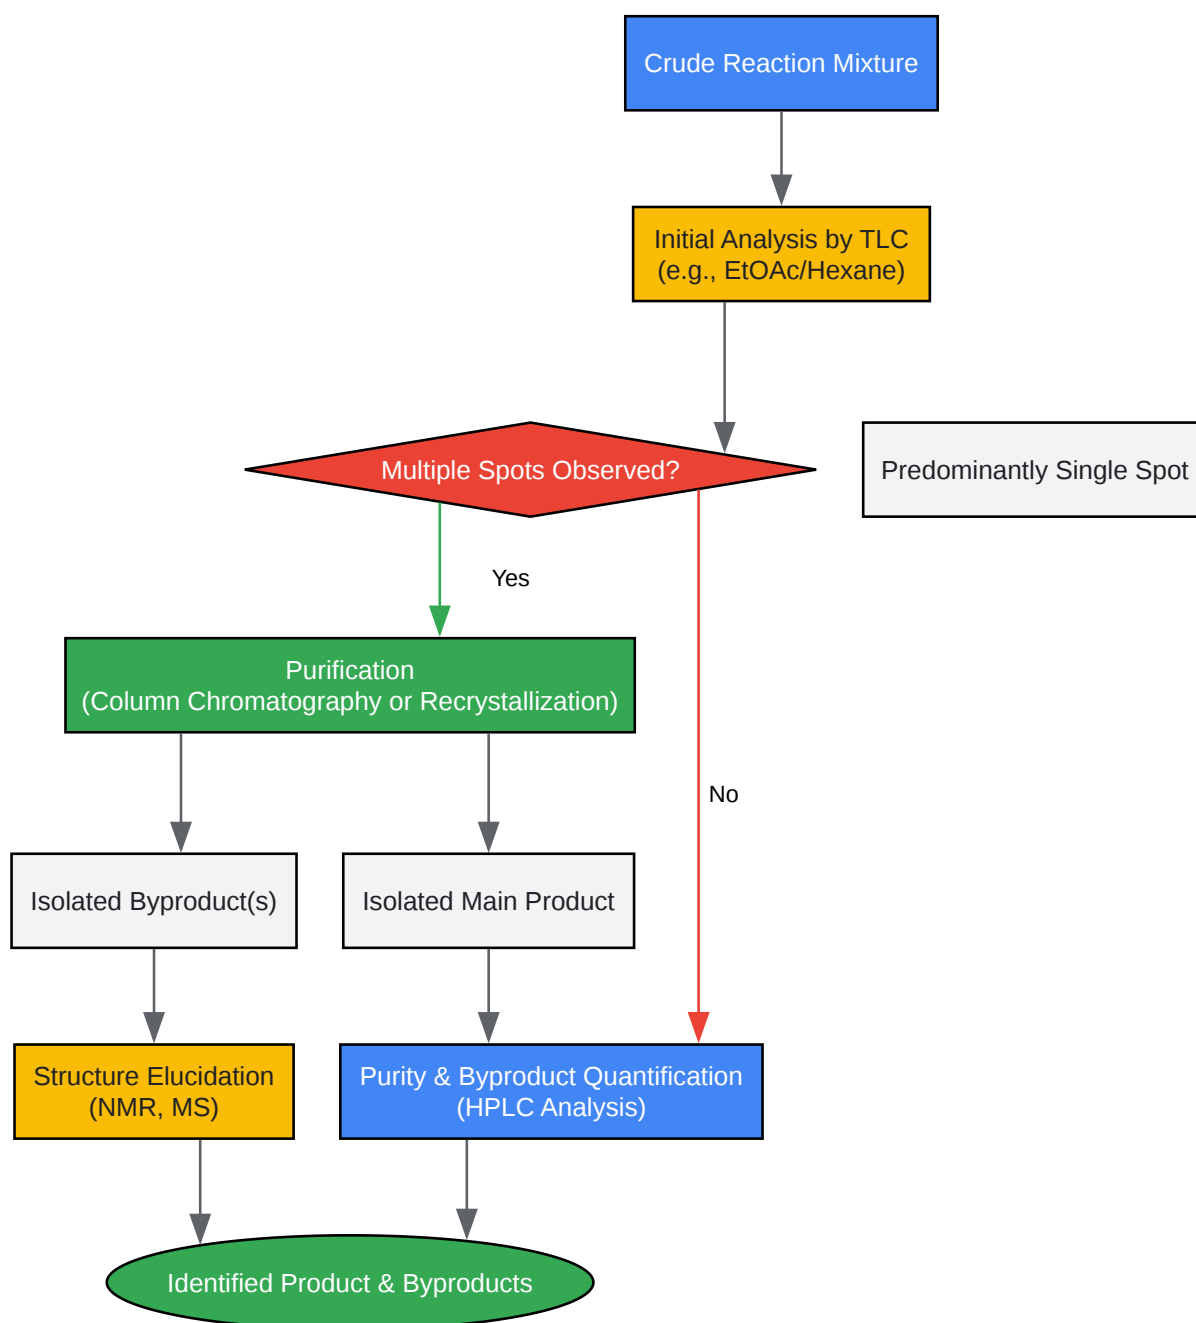 Crude Reaction Mixture
Initial Analysis by TLC
(e.g., EtOAc/Hexane)
Multiple Spots Observed?
Predominantly Single Spot
Yes
Purification
(Column Chromatography or Recrystallization)
No
Isolated Byproduct(s)
Isolated Main Product
Structure Elucidation
(NMR, MS)
Purity & Byproduct Quantification
(HPLC Analysis)
Identified Product & Byproducts